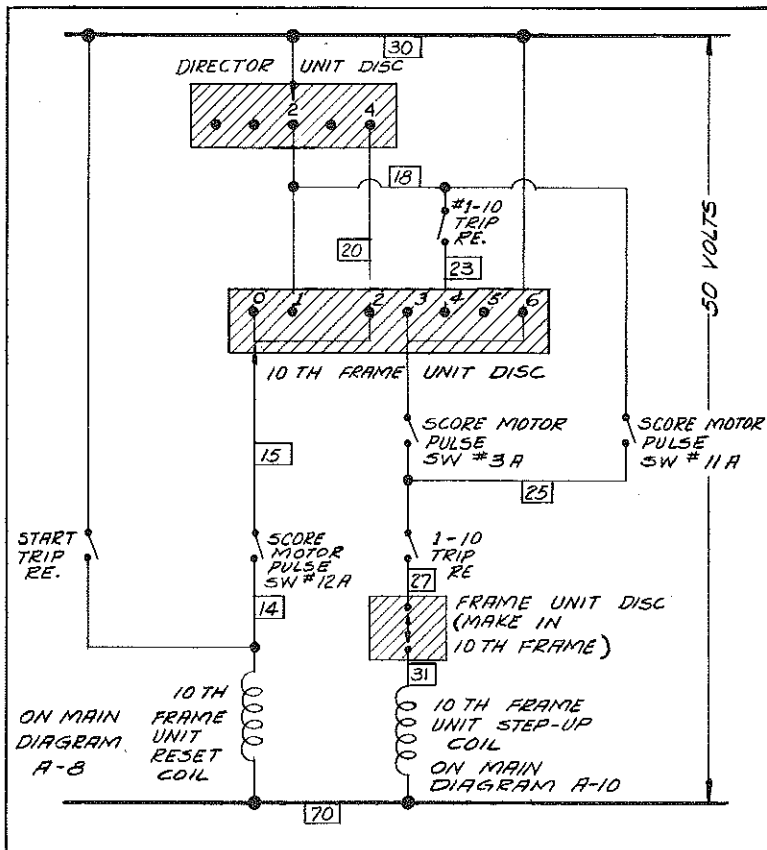 30
DIRECTOR UNIT DISC
2 4
18
#1-10
TRIP
RE.
20
23
0 1 2 3 4 5 6
10 TH FRAME UNIT DISC
50 VOLTS
SCORE MOTOR
PULSE
SW #3A
SCORE MOTOR
PULSE
SW #11A
15
25
START
TRIP
RE.
SCORE
MOTOR
PULSE
SW #12A
1-10
TRIP
RE
14
27
FRAME UNIT DISC
(MAKE IN
10 TH FRAME)
31
ON MAIN
DIAGRAM
A-8
10 TH
FRAME
UNIT
RESET
COIL
10 TH FRAME
UNIT STEP-UP
COIL
ON MAIN
DIAGRAM A-10
70